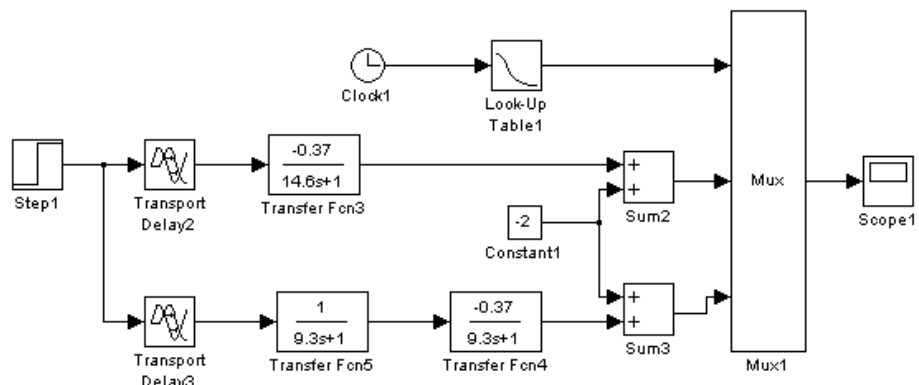 Clock1
Look-Up
Table1
Step1
Transport
Delay2
-0.37
14.6s+1
Transfer Fcn3
+
+
Sum2
-2
Constant1
Mux
Mux1
Scope1
Transport
Delay3
1
9.3s+1
Transfer Fcn5
-0.37
9.3s+1
Transfer Fcn4
+
+
Sum3